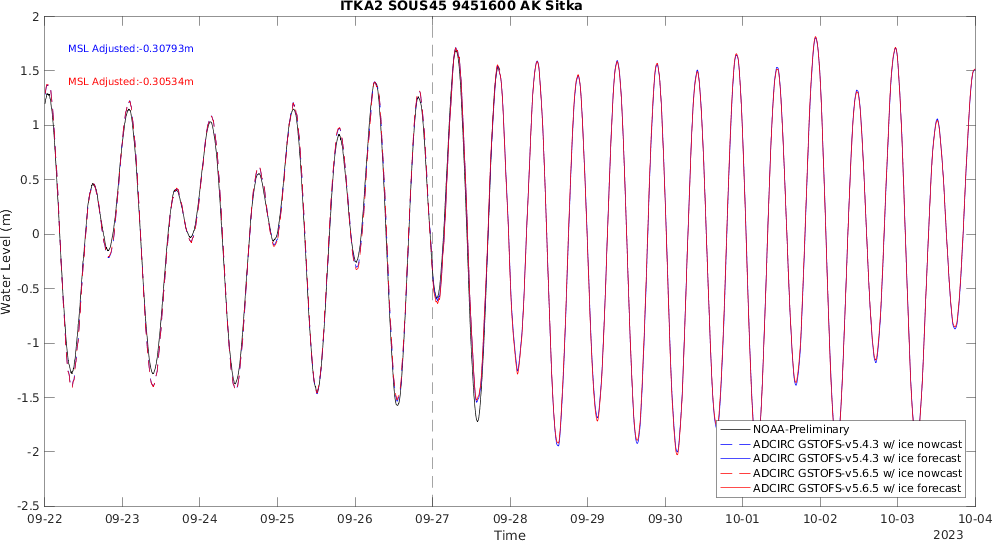 ITKA2 SOUS45 9451600 AK Sitka
MSL Adjusted:-0.30793m
MSL Adjusted:-0.30534m
Water Level (m)
2
1.5
1
0.5
0
-0.5
-1
-1.5
-2
-2.5
NOAA-Preliminary
ADCIRC GSTOFS-v5.4.3 w/ ice nowcast
ADCIRC GSTOFS-v5.4.3 w/ ice forecast
ADCIRC GSTOFS-v5.6.5 w/ ice nowcast
ADCIRC GSTOFS-v5.6.5 w/ ice forecast
09-22 09-23 09-24 09-25 09-26 09-27 09-28 09-29 09-30 10-01 10-02 10-03 10-04
Time
2023